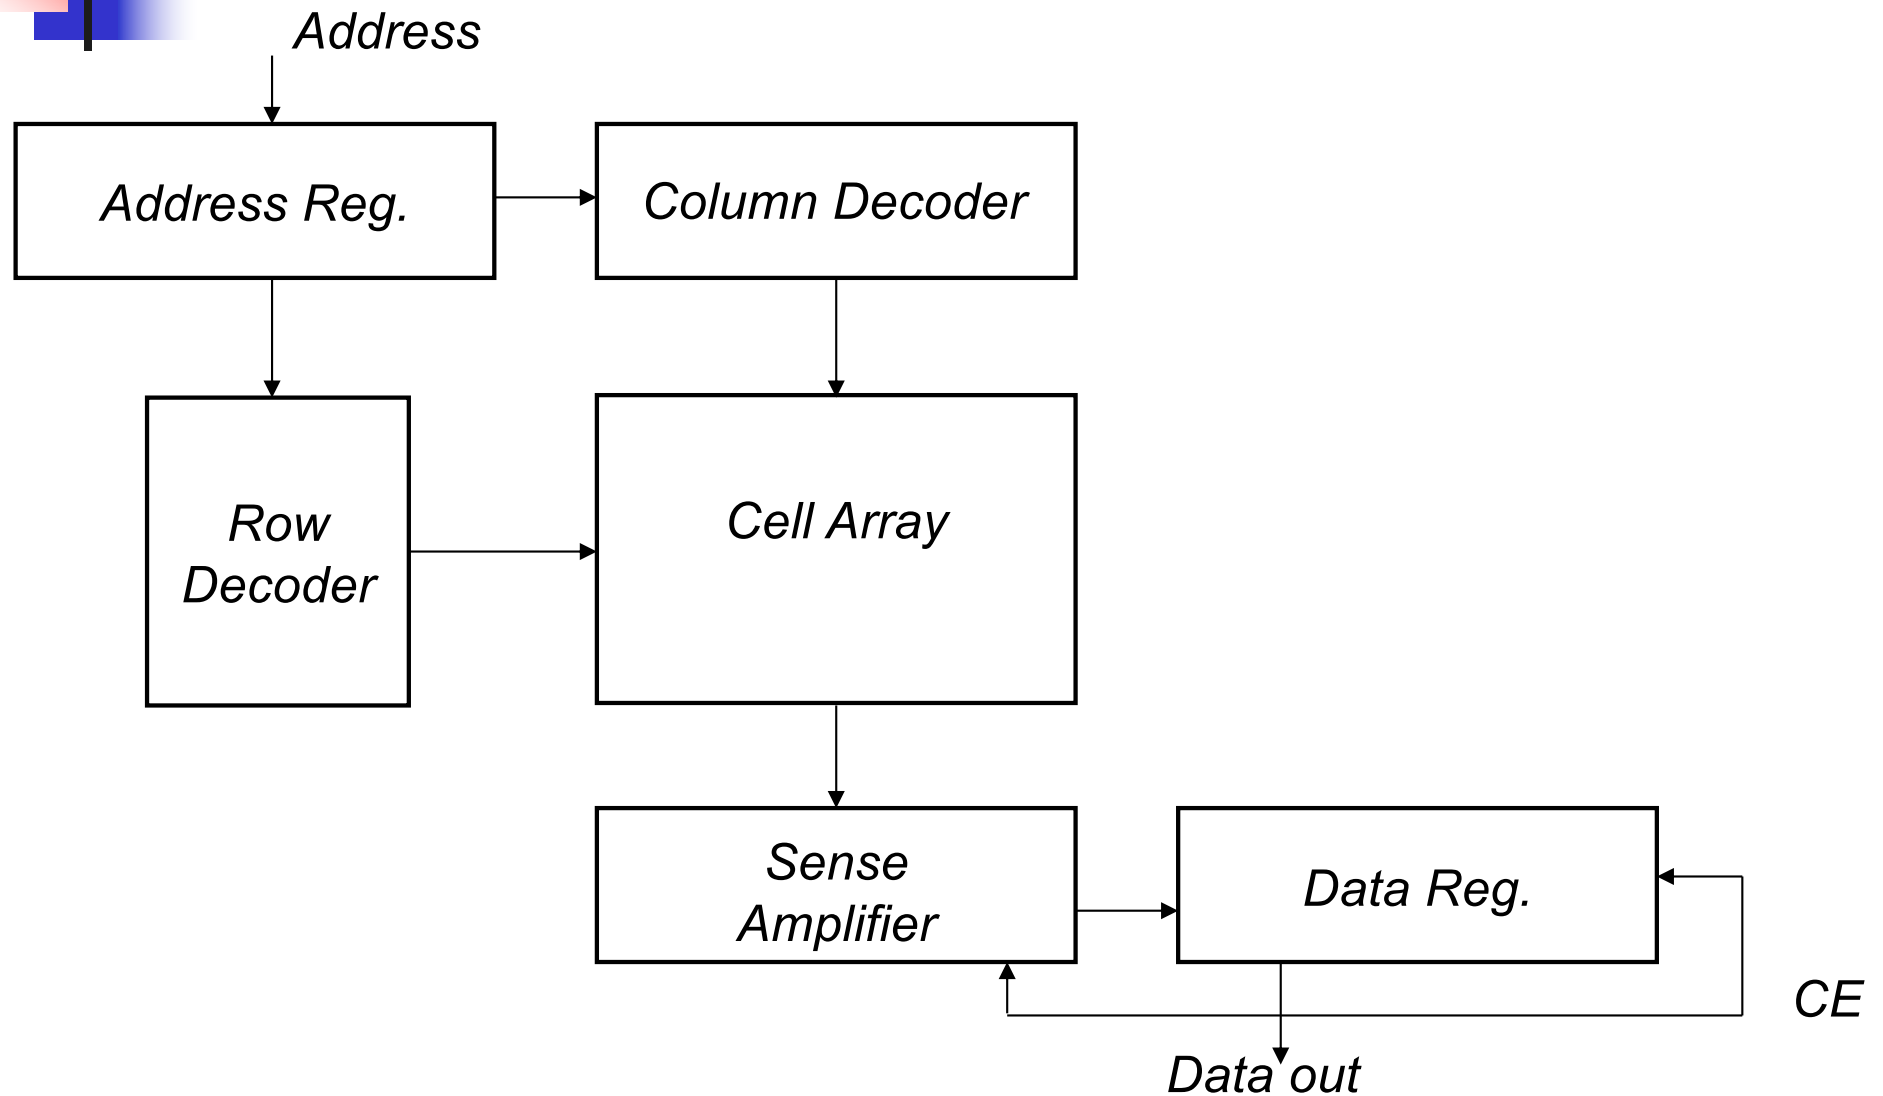 Address
Address Reg.
Column Decoder
Row
Decoder
Cell Array
Sense
Amplifier
Data Reg.
CE
Data out